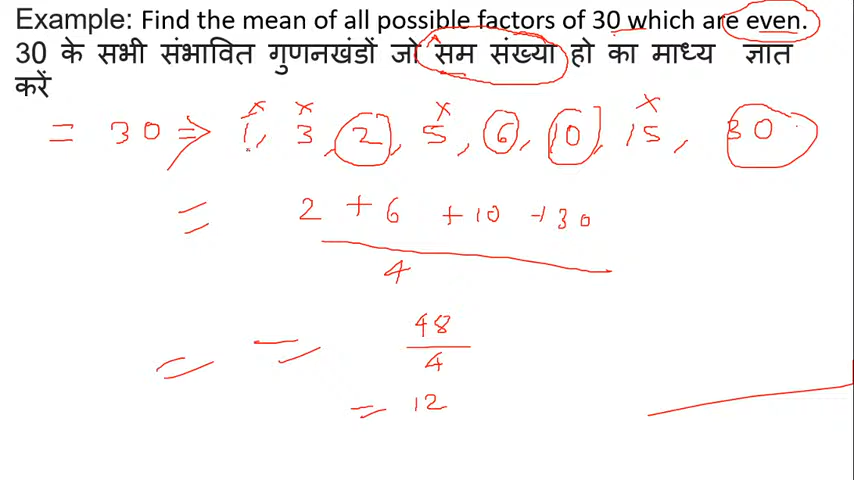 Example: Find the mean of all possible factors of 30 which are even.
30 के सभी संभावित गुणनखंडों जो सम संख्या हो का माध्य ज्ञात
करें
= 30 ⇒ 1, 3, 2, 5, 6, 10, 15, 30
= 2 + 6 + 10 + 30
4
= = 48
4
= 12